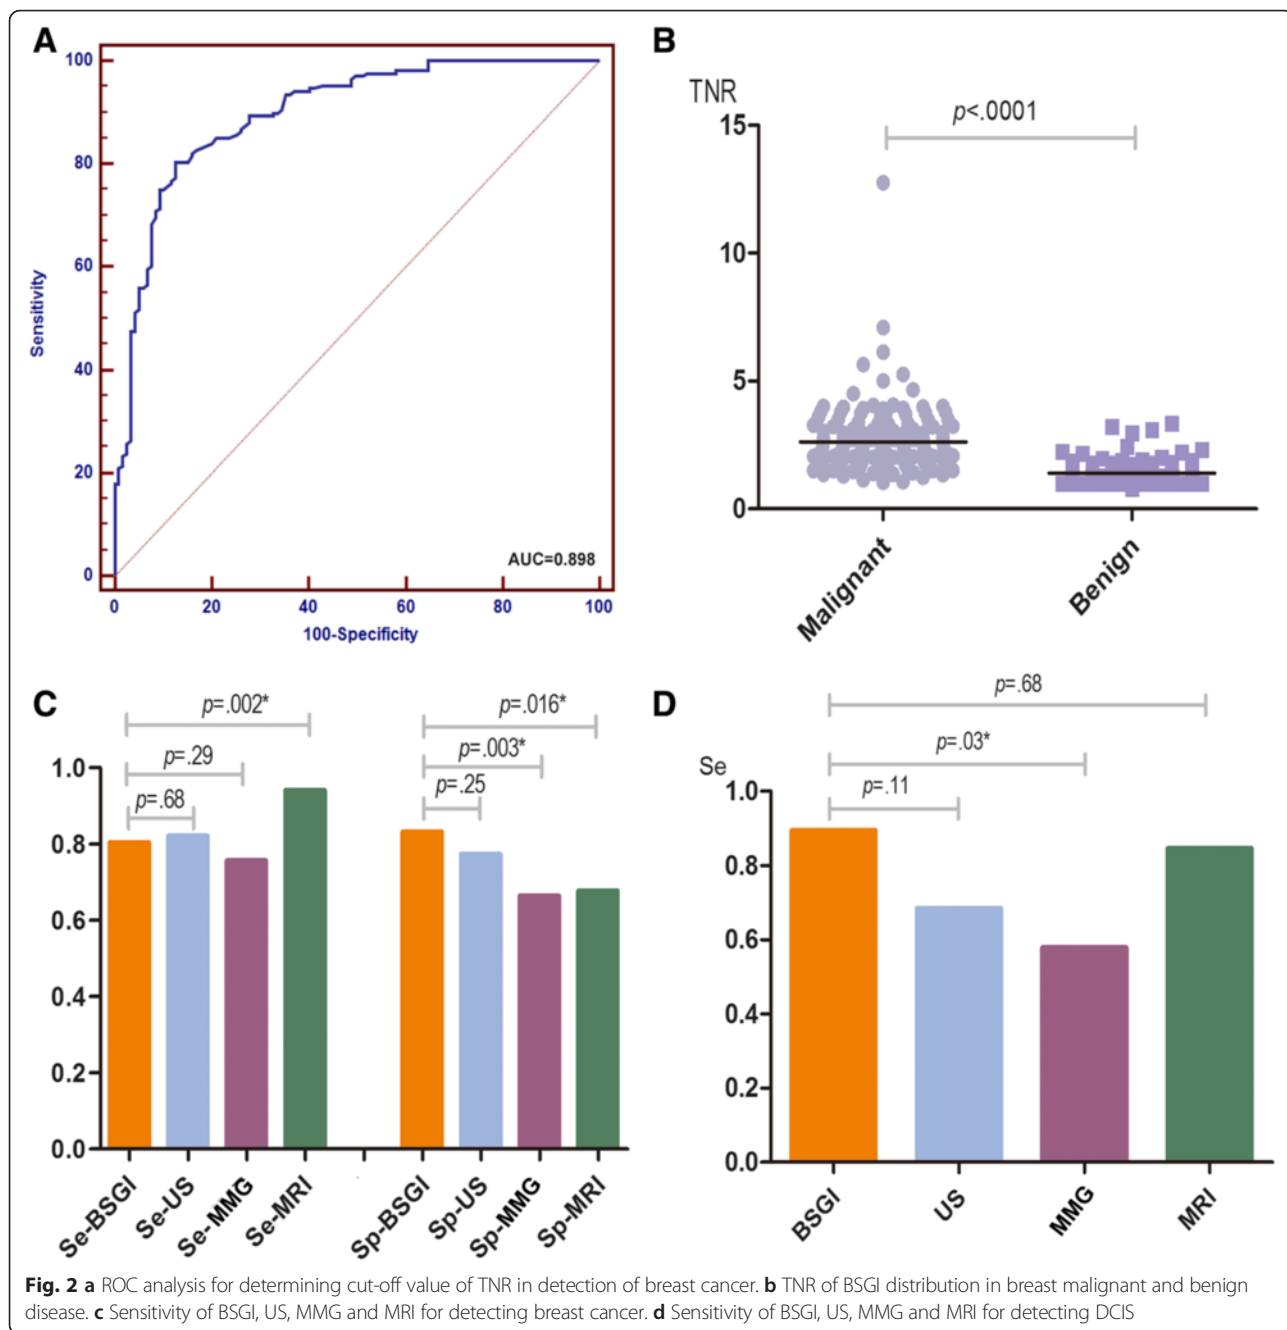 A
100
80
60
40
20
0
Sensitivity
AUC=0.898
0 20 40 60 80 100
100-Specificity
B
TNR
p<.0001
15
10
5
0
Malignant Benign
C
p=.002*
p=.29
p=.68
p=.016*
p=.003*
p=.25
1.0
0.8
0.6
0.4
0.2
0.0
Se-BSGI Se-US Se-MMG Se-MRI Sp-BSGI Sp-US Sp-MMG Sp-MRI
D
p=.68
p=.03*
p=.11
Se
1.0
0.8
0.6
0.4
0.2
0.0
BSGI US MMG MRI
Fig. 2 a ROC analysis for determining cut-off value of TNR in detection of breast cancer. b TNR of BSGI distribution in breast malignant and benign
disease. c Sensitivity of BSGI, US, MMG and MRI for detecting breast cancer. d Sensitivity of BSGI, US, MMG and MRI for detecting DCIS